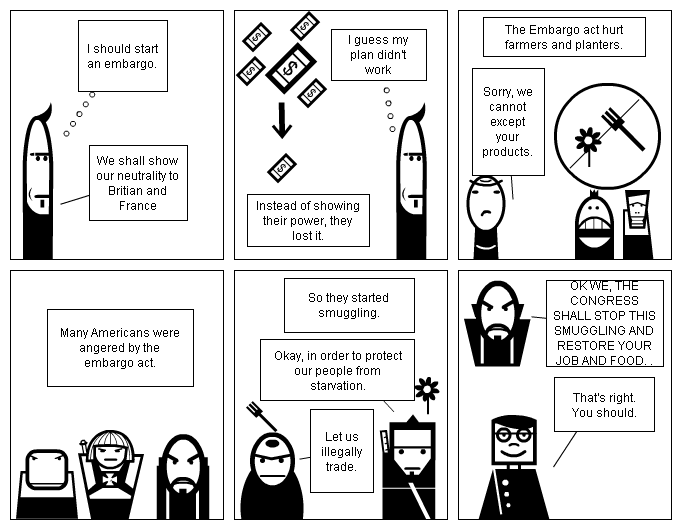 I should start
an embargo.
We shall show
our neutrality to
Britian and
France
I guess my
plan didn't
work
Instead of showing
their power, they
lost it.
The Embargo act hurt
farmers and planters.
Sorry, we
cannot
except
your
products.
Many Americans were
angered by the
embargo act.
So they started
smuggling.
Okay, in order to protect
our people from
starvation.
Let us
illegally
trade.
OK WE, THE
CONGRESS
SHALL STOP THIS
SMUGGLING AND
RESTORE YOUR
JOB AND FOOD. .
That's right.
You should.